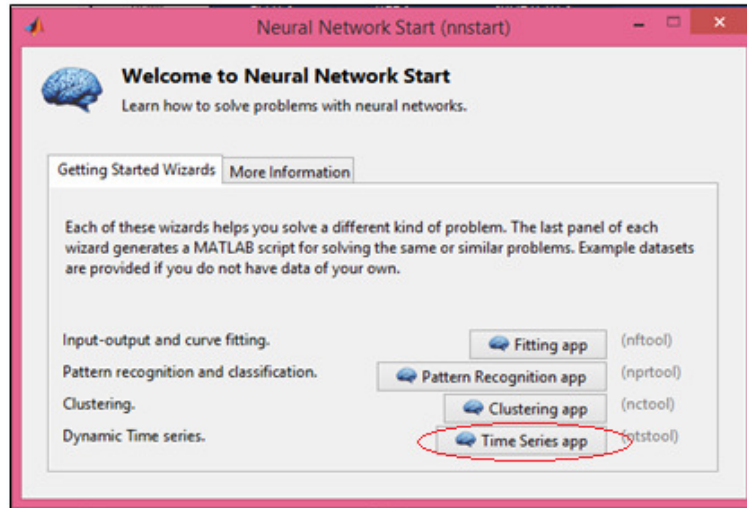 Neural Network Start (nnstart)
Welcome to Neural Network Start
Learn how to solve problems with neural networks.
Getting Started Wizards More Information
Each of these wizards helps you solve a different kind of problem. The last panel of each
wizard generates a MATLAB script for solving the same or similar problems. Example datasets
are provided if you do not have data of your own.
Input-output and curve fitting. Fitting app (nftool)
Pattern recognition and classification. Pattern Recognition app (nprtool)
Clustering. Clustering app (nctool)
Dynamic Time series. Time Series app (ntstool)